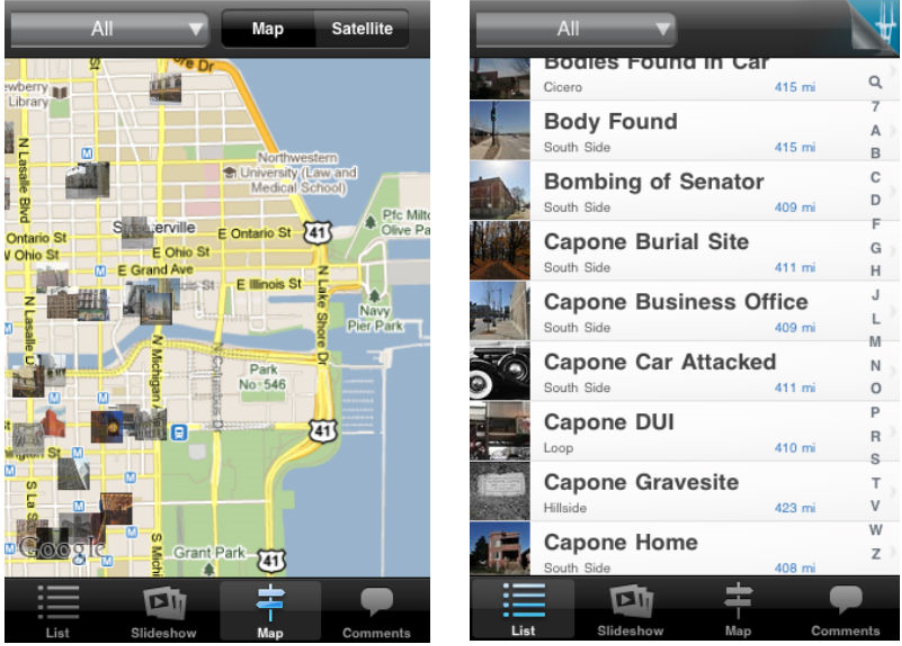 All
Map
Satellite
ore Dr
St
ewberry
Library
N Lasalle Blvd
Northwestern
University (Law and
Medical School)
Pfc Milto
Olive Pa
Ontario St
E Ontario St
41
V Ohio St
E Ohio St
E Grand Ave
E Illinois St
N Lake Shore Dr
Navy
Pier Park
N Michigan
N Columbus D
Park
No 546
41
S La S
S Michi
Google
Grant Park
41
List
Slideshow
Map
Comments
All
Bodies Found in Car
Cicero
415 mi
Body Found
South Side
415 mi
Bombing of Senator
South Side
409 mi
Capone Burial Site
South Side
411 mi
Capone Business Office
South Side
409 mi
Capone Car Attacked
South Side
411 mi
Capone DUI
Loop
410 mi
Capone Gravesite
Hillside
423 mi
Capone Home
South Side
408 mi
7
A
B
C
D
F
G
H
J
L
M
N
O
P
R
S
T
V
W
Z
List
Slideshow
Map
Comments